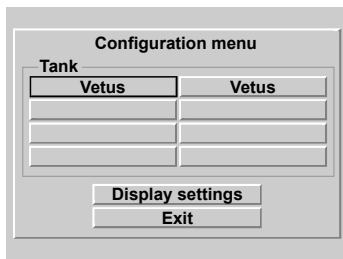 Configuration menu
Tank
Vetus Vetus
Display settings
Exit